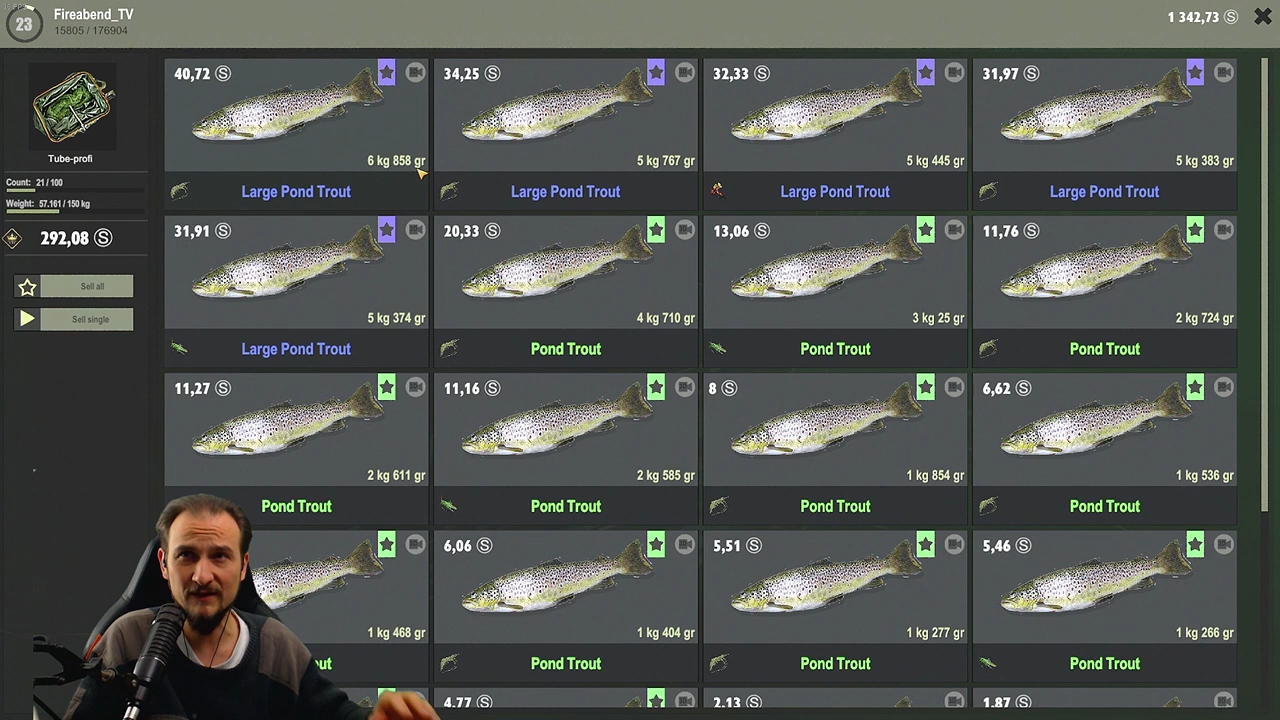 23
Fireabend_TV
15805 / 176904
1 342,73 S
Tube-profi
Count: 21 / 100
Weight: 57.161 / 150 kg
292,08 S
Sell all
Sell single
40,72 S
6 kg 858 gr
Large Pond Trout
34,25 S
5 kg 767 gr
Large Pond Trout
32,33 S
5 kg 445 gr
Large Pond Trout
31,97 S
5 kg 383 gr
Large Pond Trout
31,91 S
5 kg 374 gr
Large Pond Trout
20,33 S
4 kg 710 gr
Pond Trout
13,06 S
3 kg 25 gr
Pond Trout
11,76 S
2 kg 724 gr
Pond Trout
11,27 S
2 kg 611 gr
Pond Trout
11,16 S
2 kg 585 gr
Pond Trout
8 S
1 kg 854 gr
Pond Trout
6,62 S
1 kg 536 gr
Pond Trout
1 kg 468 gr
6,06 S
1 kg 404 gr
Pond Trout
5,51 S
1 kg 277 gr
Pond Trout
5,46 S
1 kg 266 gr
Pond Trout
4,77 S
2,13 S
1,87 S